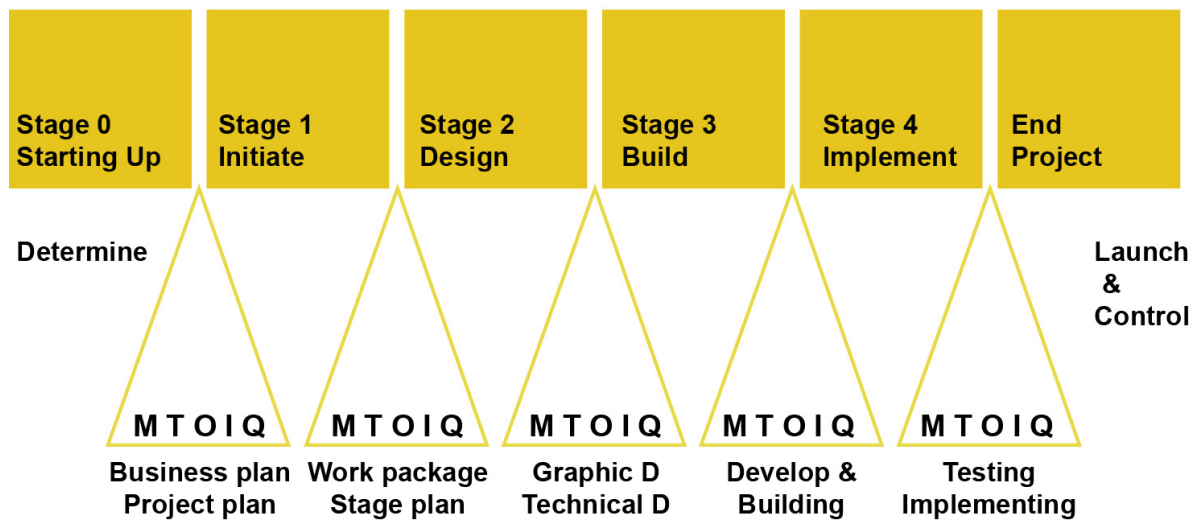 Stage 0
Starting Up
Stage 1
Initiate
Stage 2
Design
Stage 3
Build
Stage 4
Implement
End
Project
Determine
Launch
&
Control
M T O I Q
M T O I Q
M T O I Q
M T O I Q
M T O I Q
Business plan
Project plan
Work package
Stage plan
Graphic D
Technical D
Develop &
Building
Testing
Implementing